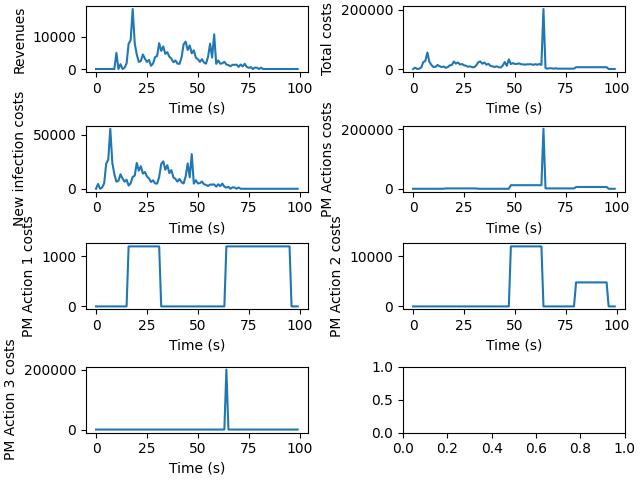 Revenues
10000
0
0 25 50 75 100
Time (s)
Total costs
200000
0
0 25 50 75 100
Time (s)
New infection costs
50000
0
0 25 50 75 100
Time (s)
PM Actions costs
200000
0
0 25 50 75 100
Time (s)
PM Action 1 costs
1000
0
0 25 50 75 100
Time (s)
PM Action 2 costs
10000
0
0 25 50 75 100
Time (s)
PM Action 3 costs
200000
0
0 25 50 75 100
Time (s)
1.0
0.5
0.0
0.0 0.2 0.4 0.6 0.8 1.0